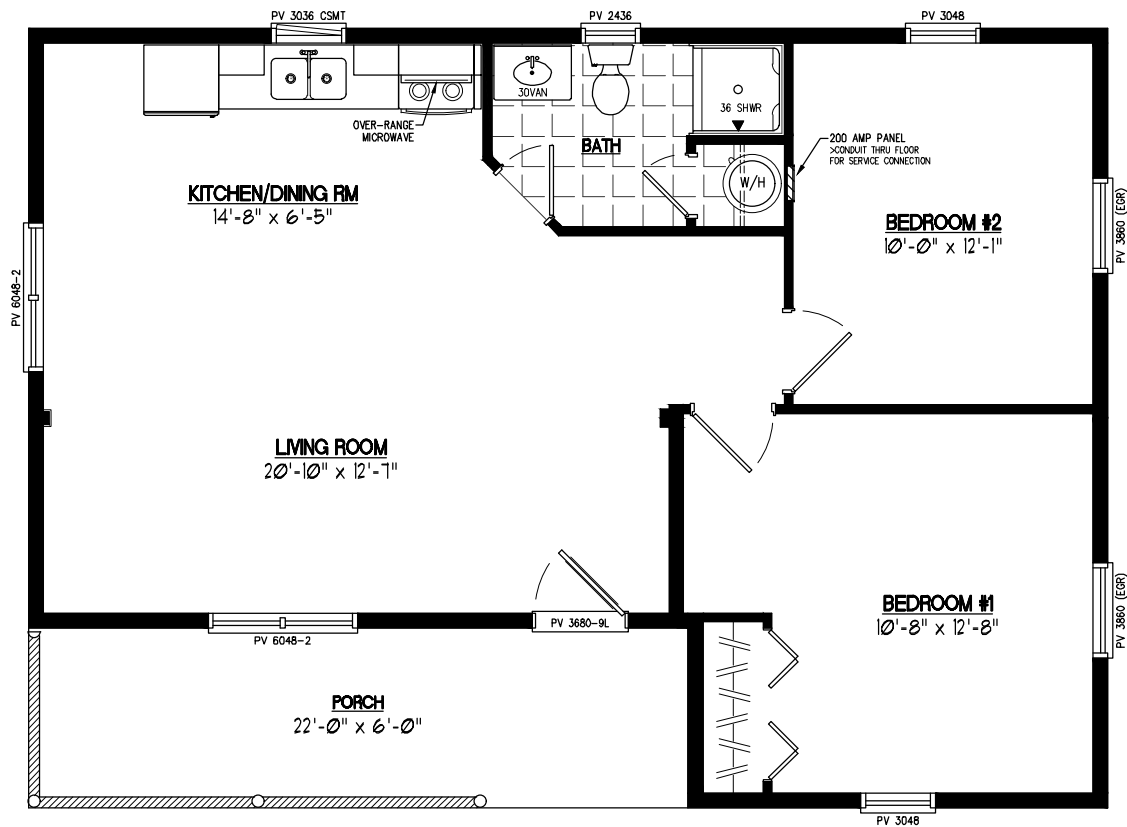 PV 3036 CSMT
PV 2436
PV 3048
30VAN
36 SHWR
OVER-RANGE
MICROWAVE
BATH
200 AMP PANEL
>CONDUIT THRU FLOOR
FOR SERVICE CONNECTION
W/H
KITCHEN/DINING RM
14'-8" x 6'-5"
BEDROOM #2
10'-0" x 12'-1"
PV 3860 (EGR)
PV 6048-2
LIVING ROOM
20'-10" x 12'-7"
BEDROOM #1
10'-8" x 12'-8"
PV 3860 (EGR)
PV 3680-9L
PV 6048-2
PORCH
22'-0" x 6'-0"
PV 3048